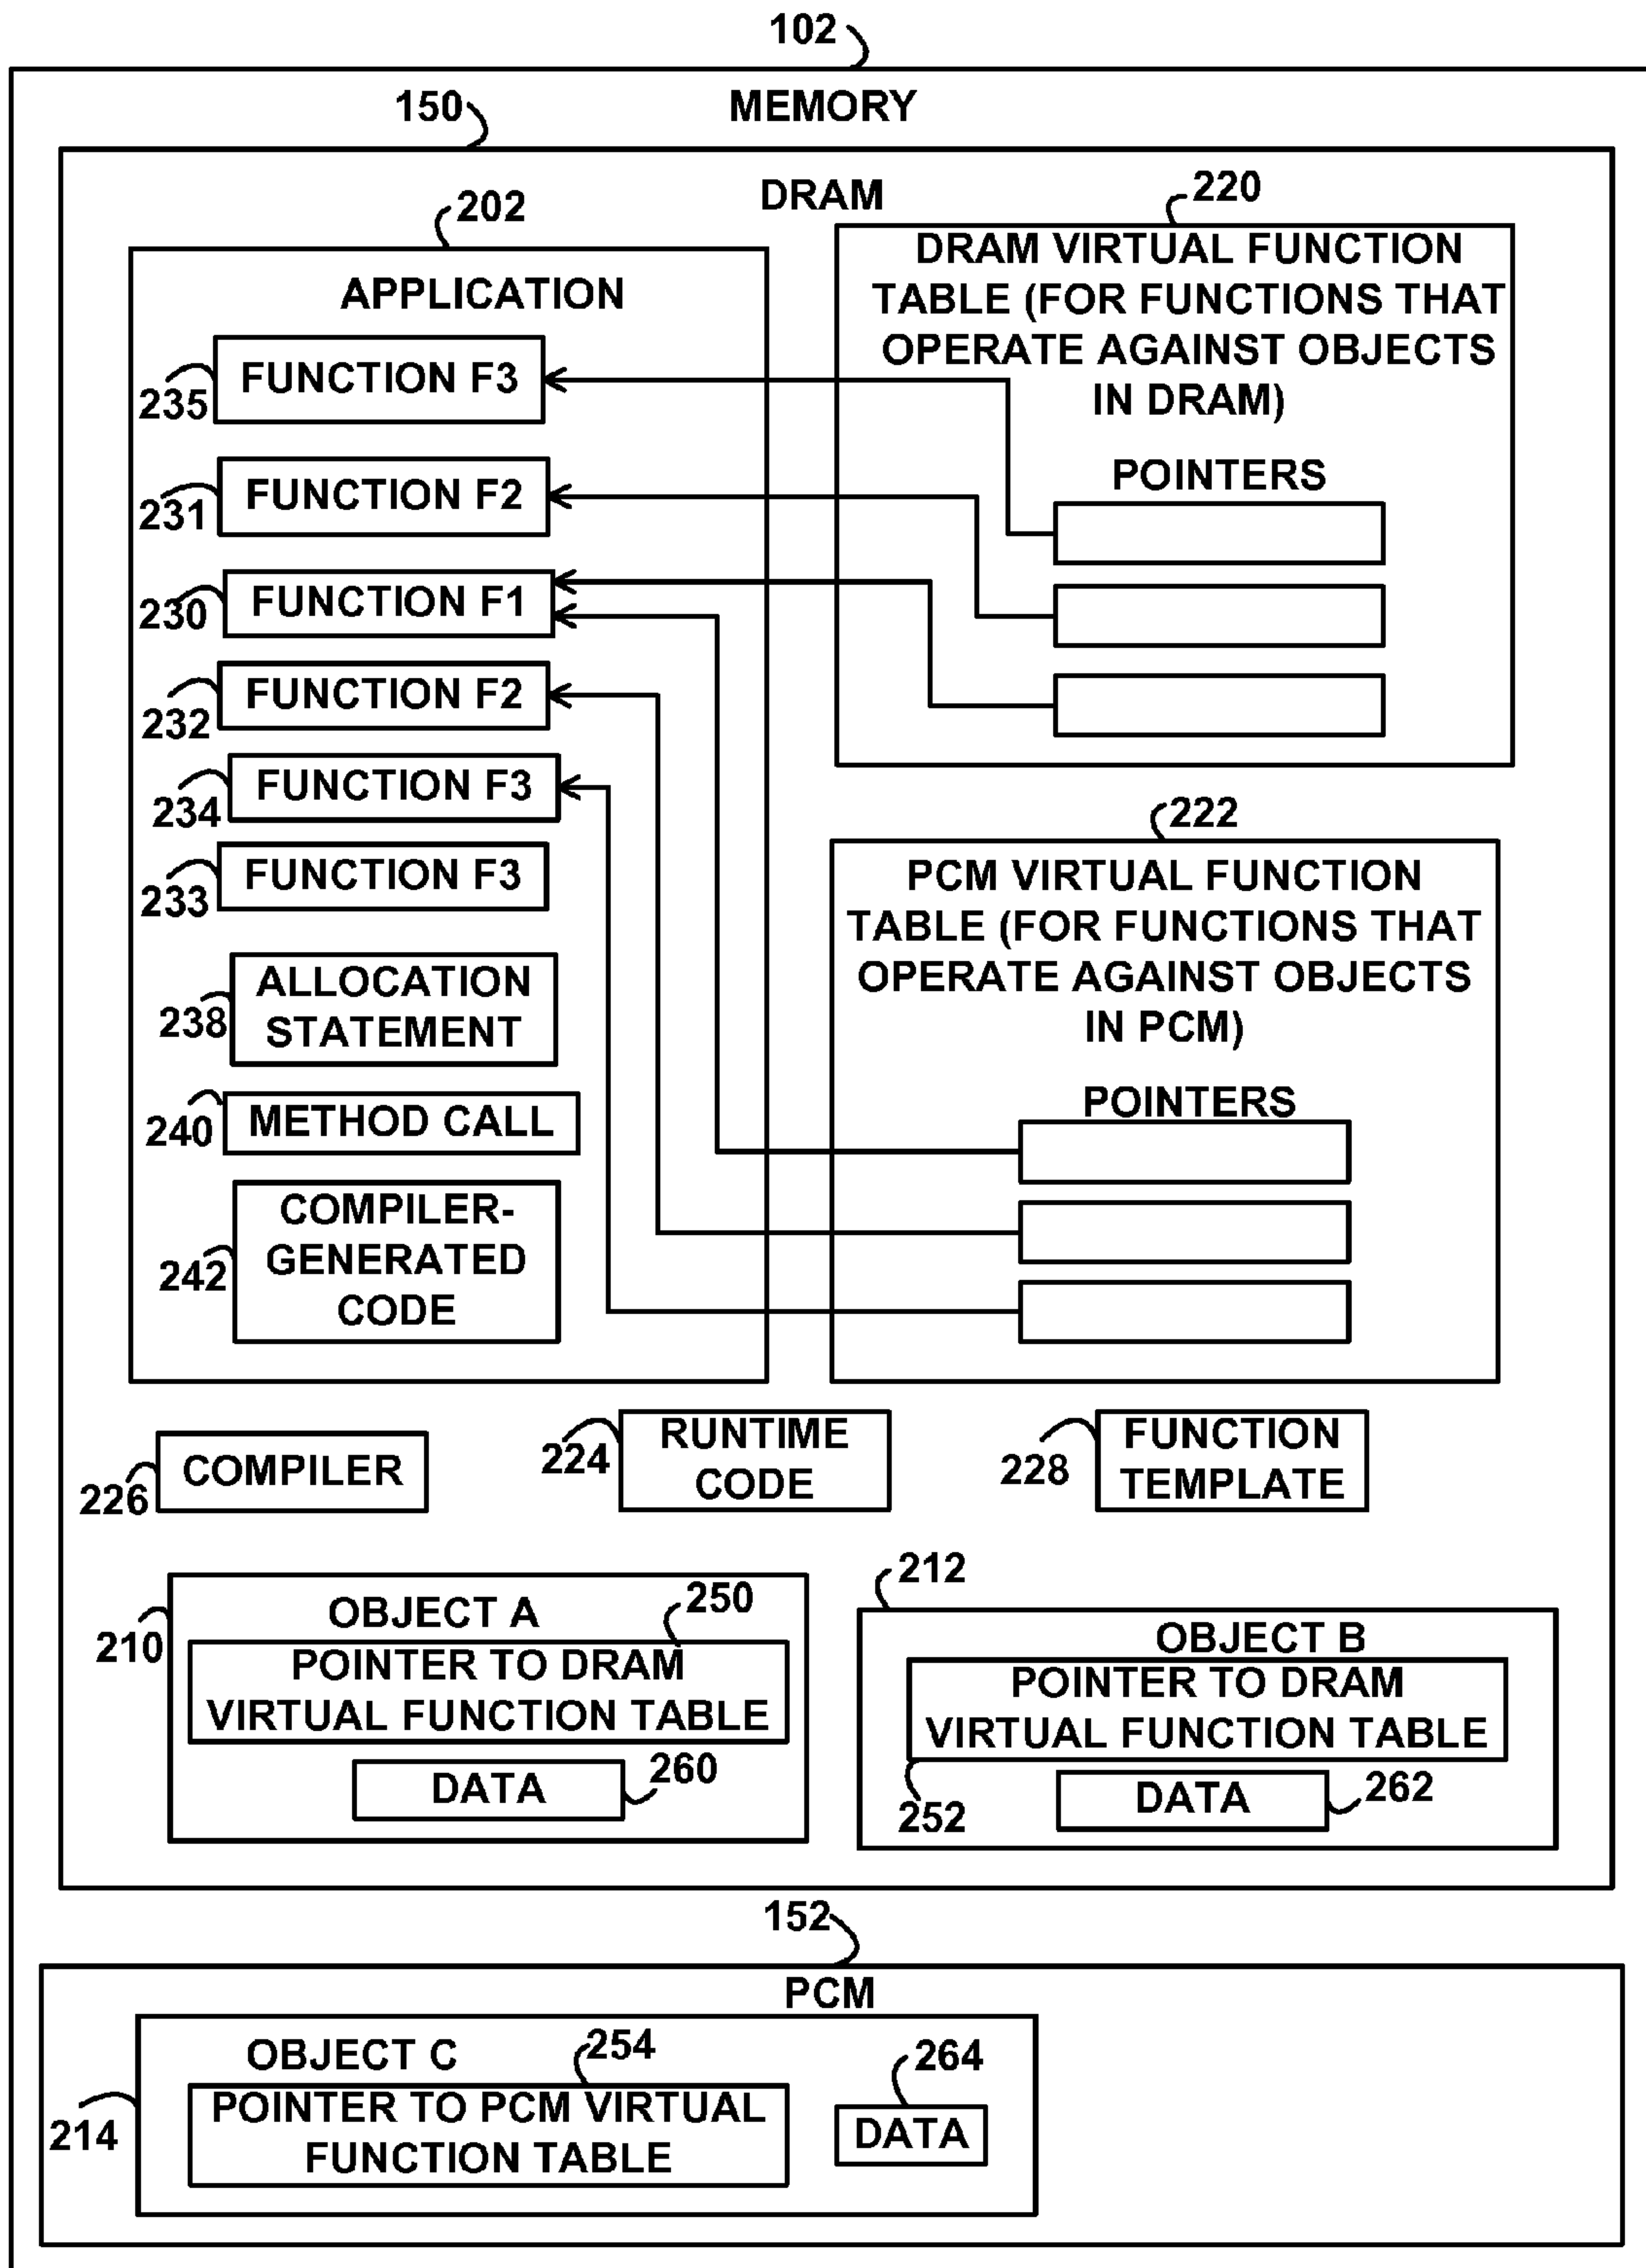 102
MEMORY
150
DRAM
202
APPLICATION
235
FUNCTION F3
231
FUNCTION F2
230
FUNCTION F1
232
FUNCTION F2
234
FUNCTION F3
233
FUNCTION F3
238
ALLOCATION
STATEMENT
240
METHOD CALL
242
COMPILER-
GENERATED
CODE
220
DRAM VIRTUAL FUNCTION
TABLE (FOR FUNCTIONS THAT
OPERATE AGAINST OBJECTS
IN DRAM)
POINTERS
222
PCM VIRTUAL FUNCTION
TABLE (FOR FUNCTIONS THAT
OPERATE AGAINST OBJECTS
IN PCM)
POINTERS
226
COMPILER
224
RUNTIME
CODE
228
FUNCTION
TEMPLATE
210
OBJECT A
250
POINTER TO DRAM
VIRTUAL FUNCTION TABLE
DATA
260
212
OBJECT B
POINTER TO DRAM
VIRTUAL FUNCTION TABLE
252
DATA
262
152
PCM
214
OBJECT C
254
POINTER TO PCM VIRTUAL
FUNCTION TABLE
264
DATA